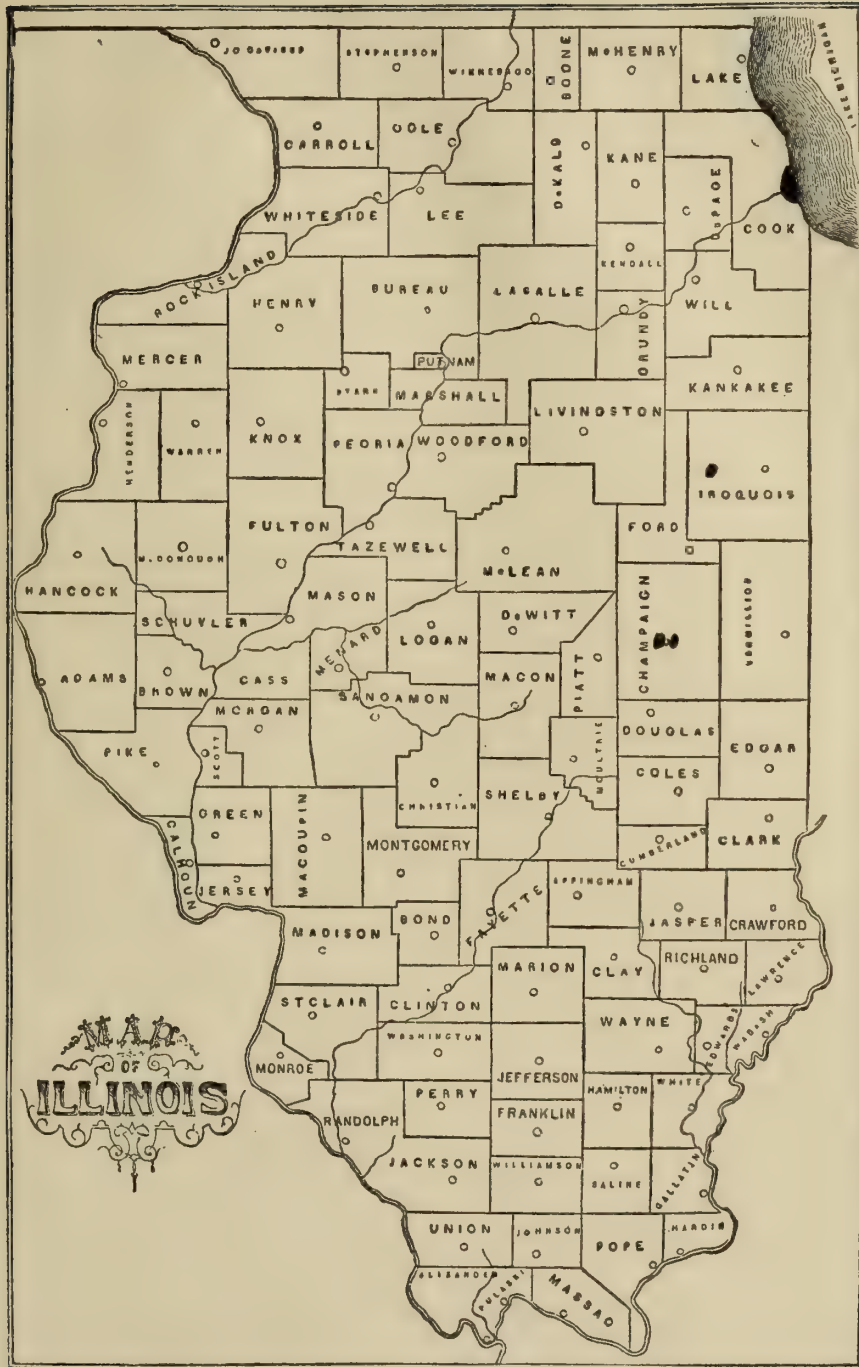 JO DAVIESS
STEPHENSON
WINNEBAGO
BOONE
McHENRY
LAKE
LAKE MICHIGAN
CARROLL
OGLE
DeKALB
KANE
DUPAGE
COOK
WHITESIDE
LEE
KENDALL
ROCK ISLAND
HENRY
BUREAU
LASALLE
GRUNDY
WILL
MERCER
PUTNAM
STARK
MARSHALL
KANKAKEE
LIVINGSTON
HENDERSON
WARREN
KNOX
PEORIA
WOODFORD
IROQUOIS
FORD
FULTON
TAZEWELL
McLEAN
HANCOCK
McDONOUGH
SCHUYLER
MASON
LOGAN
DeWITT
CHAMPAIGN
VERMILLION
ADAMS
BROWN
CASS
MENARD
MACON
PIATT
MORGAN
SANGAMON
PIKE
SCOTT
MOULTRIE
DOUGLAS
EDGAR
COLES
CHRISTIAN
SHELBY
GREEN
MACOUPIN
CALHOUN
MONTGOMERY
CUMBERLAND
CLARK
JERSEY
EFFINGHAM
FAYETTE
JASPER
CRAWFORD
BOND
MADISON
MARION
CLAY
RICHLAND
LAWRENCE
STCLAIR
CLINTON
WAYNE
EDWARDS
WABASH
WASHINGTON
MONROE
JEFFERSON
MAP
OF
ILLINOIS
PERRY
HAMILTON
WHITE
RANDOLPH
FRANKLIN
JACKSON
WILLIAMSON
SALINE
GALLATIN
UNION
JOHNSON
POPE
HARDIN
ALEXANDER
PULASKI
MASSAC